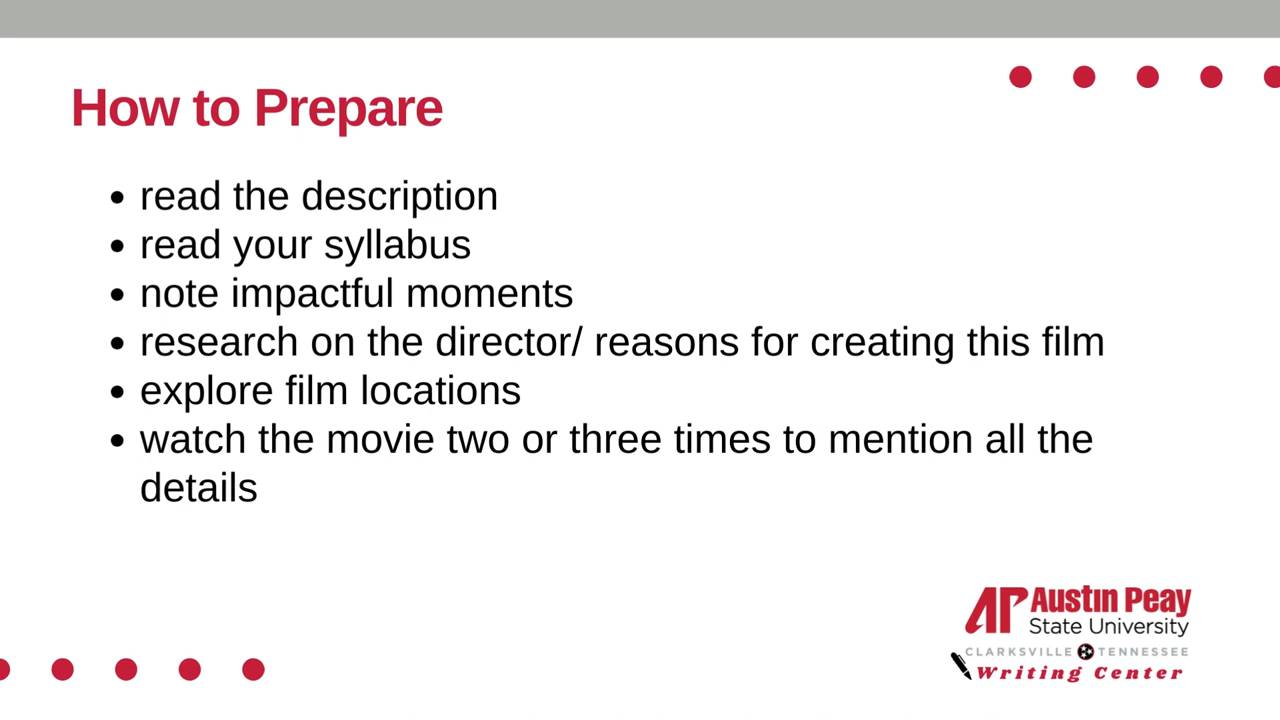 How to Prepare
• read the description
• read your syllabus
• note impactful moments
• research on the director/ reasons for creating this film
• explore film locations
• watch the movie two or three times to mention all the
details
AP Austin Peay
State University
CLARKSVILLE TENNESSEE
Writing Center